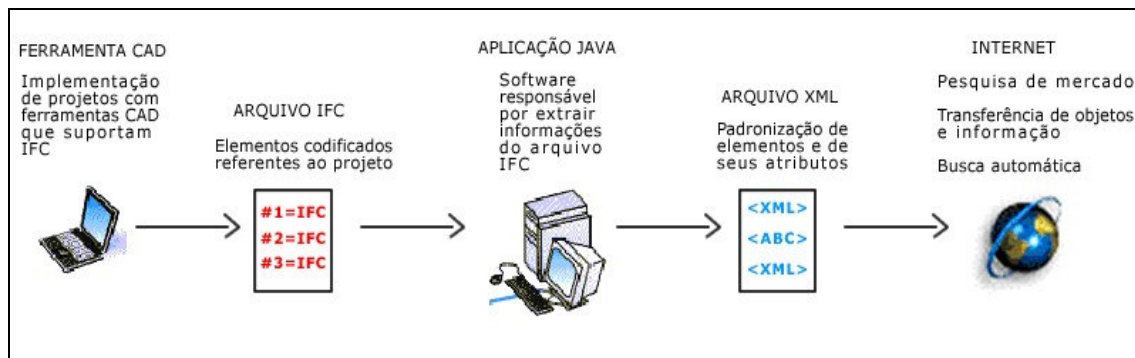 FERRAMENTA CAD
Implementação
de projetos com
ferramentas CAD
que suportam
IFC
ARQUIVO IFC
Elementos codificados
referentes ao projeto
#1=IFC
#2=IFC
#3=IFC
APLICAÇÃO JAVA
Software
responsável
por extrair
informações
do arquivo
IFC
ARQUIVO XML
Padronização de
elementos e de
seus atributos
<XML>
<ABC>
<XML>
INTERNET
Pesquisa de mercado
Transferência de objetos
e informação
Busca automática